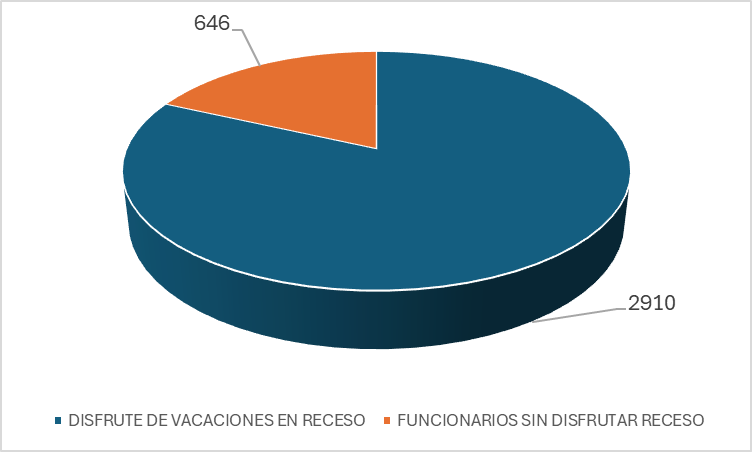 646
2910
DISFRUTE DE VACACIONES EN RECESO
FUNCIONARIOS SIN DISFRUTAR RECESO